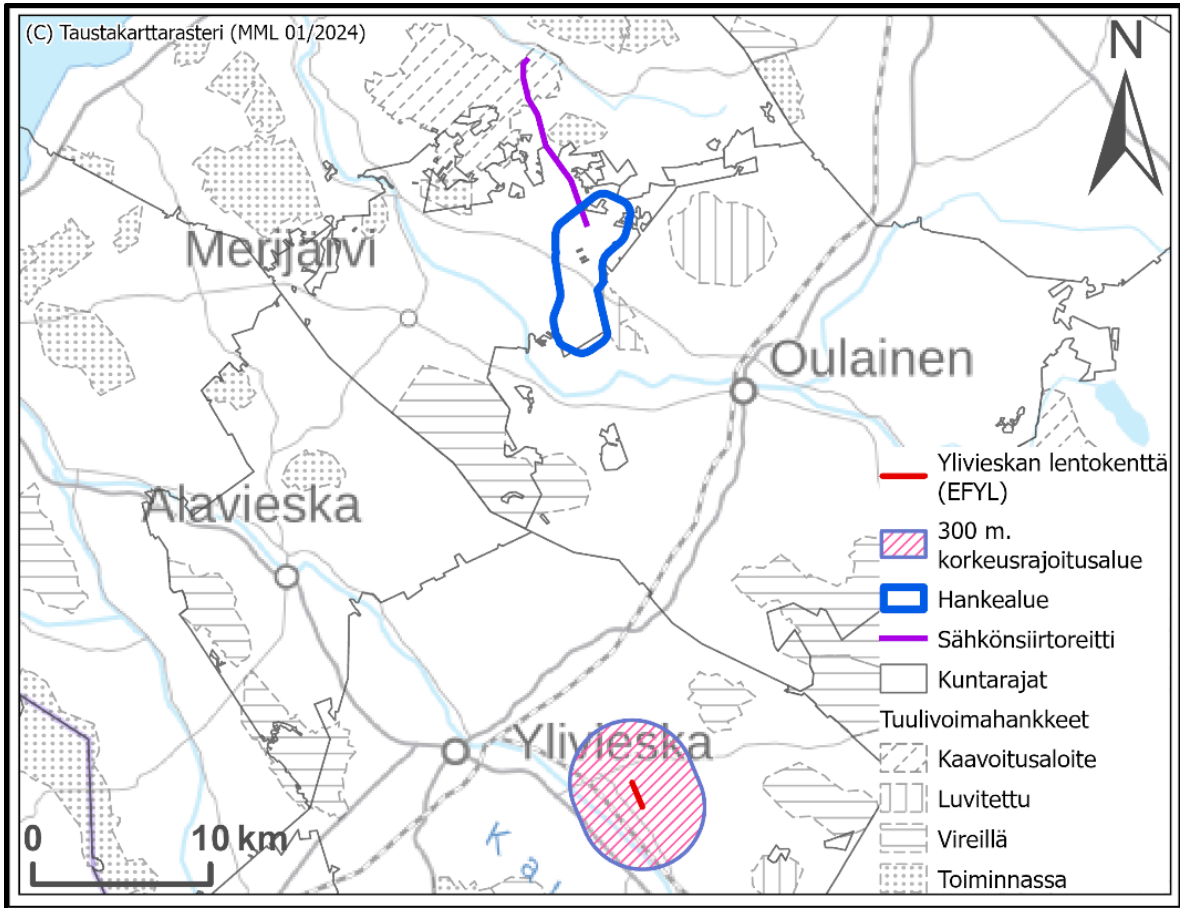 (C) Taustakarttarasteri (MML 01/2024)
N
Merijärvi
Oulainen
Alavieska
Ylivieska
K a l
0 10 km
Ylivieskan lentokenttä
(EFYL)
300 m.
korkeusrajoitusalue
Hankealue
Sähkönsiirtoreitti
Kuntarajat
Tuulivoimahankkeet
Kaavoitusaloite
Luvitettu
Vireillä
Toiminnassa